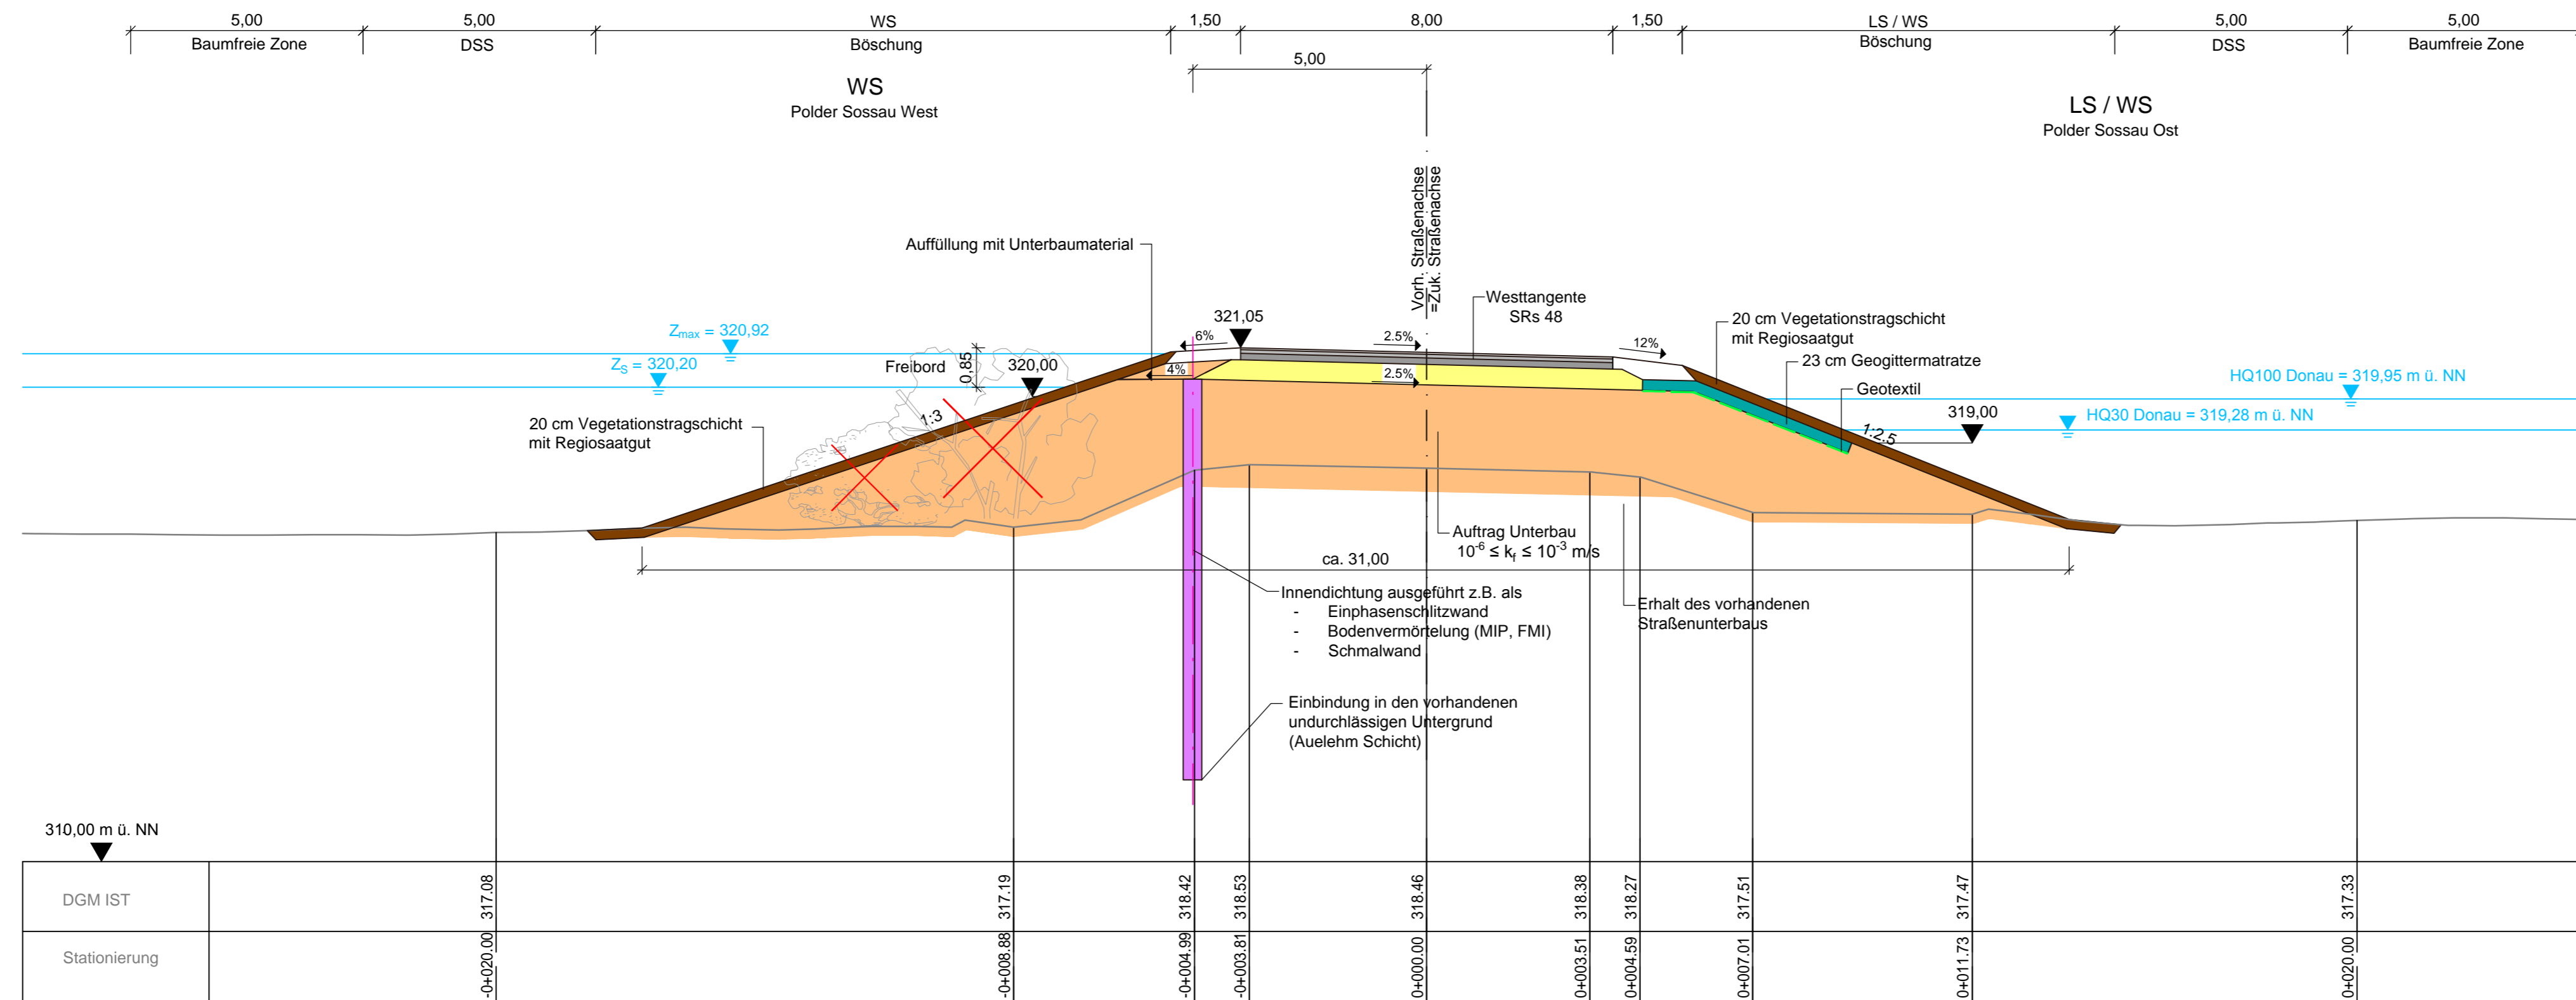 5,00 5,00 WS 1,50 8,00 1,50 LS / WS 5,00 5,00
Baumfreie Zone DSS Böschung Böschung DSS Baumfreie Zone
5,00
WS
Polder Sossau West
LS / WS
Polder Sossau Ost
Vorh. Straßenachse
=Zuk. Straßenachse
Auffüllung mit Unterbaumaterial
Westtangente
SRs 48
Zmax = 320,92
ZS = 320,20
Freibord
0,85
320,00
321,05
6%
4%
2.5%
2.5%
12%
20 cm Vegetationstragschicht
mit Regiosaatgut
23 cm Geogittermatratze
Geotextil
HQ100 Donau = 319,95 m ü. NN
HQ30 Donau = 319,28 m ü. NN
319,00
1:2.5
1:3
20 cm Vegetationstragschicht
mit Regiosaatgut
Auftrag Unterbau
10-6 ≤ kf ≤ 10-3 m/s
ca. 31,00
Innendichtung ausgeführt z.B. als
- Einphasenschlitzwand
- Bodenvermörtelung (MIP, FMI)
- Schmalwand
Erhalt des vorhandenen
Straßenunterbaus
Einbindung in den vorhandenen
undurchlässigen Untergrund
(Auelehm Schicht)
310,00 m ü. NN
DGM IST 317.08 317.19 318.42 318.53 318.46 318.38 318.27 317.51 317.47 317.33
Stationierung -0+020.00 -0+008.88 -0+004.99 -0+003.81 0+000.00 0+003.51 0+004.59 0+007.01 0+011.73 0+020.00